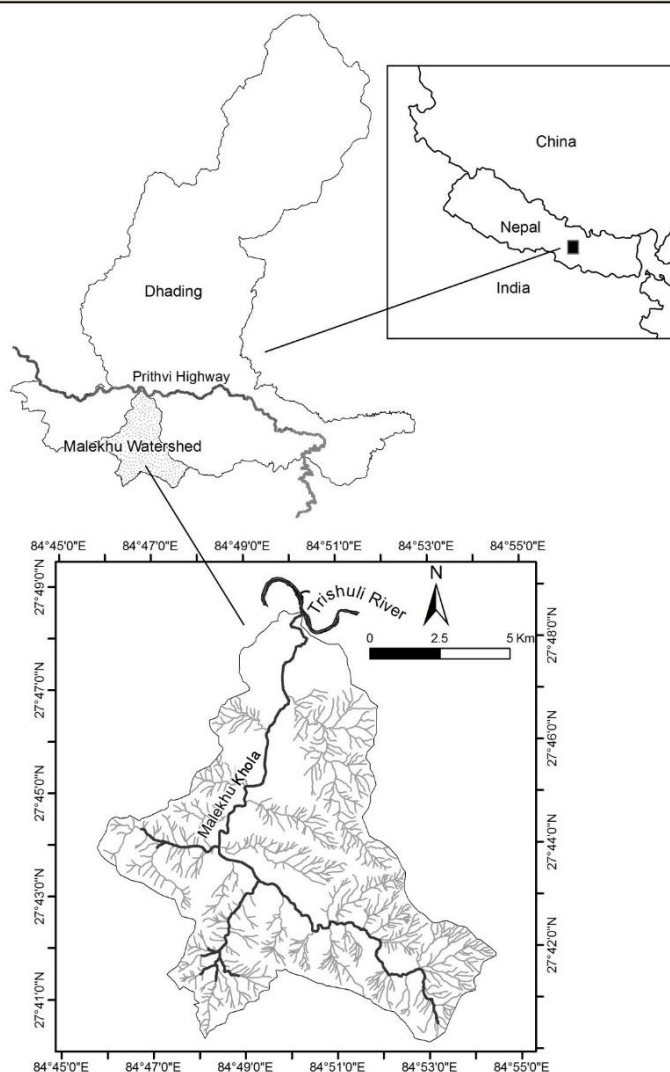 China
Nepal
India
Dhading
Prithvi Highway
Malekhu Watershed
84°45'0"E 84°47'0"E 84°49'0"E 84°51'0"E 84°53'0"E 84°55'0"E
N
Trishuli River
0 2.5 5 Km
27°49'0"N
27°47'0"N
27°45'0"N
27°43'0"N
27°41'0"N
Malekhu Khola
27°48'0"N
27°46'0"N
27°44'0"N
27°42'0"N
84°45'0"E 84°47'0"E 84°49'0"E 84°51'0"E 84°53'0"E 84°55'0"E